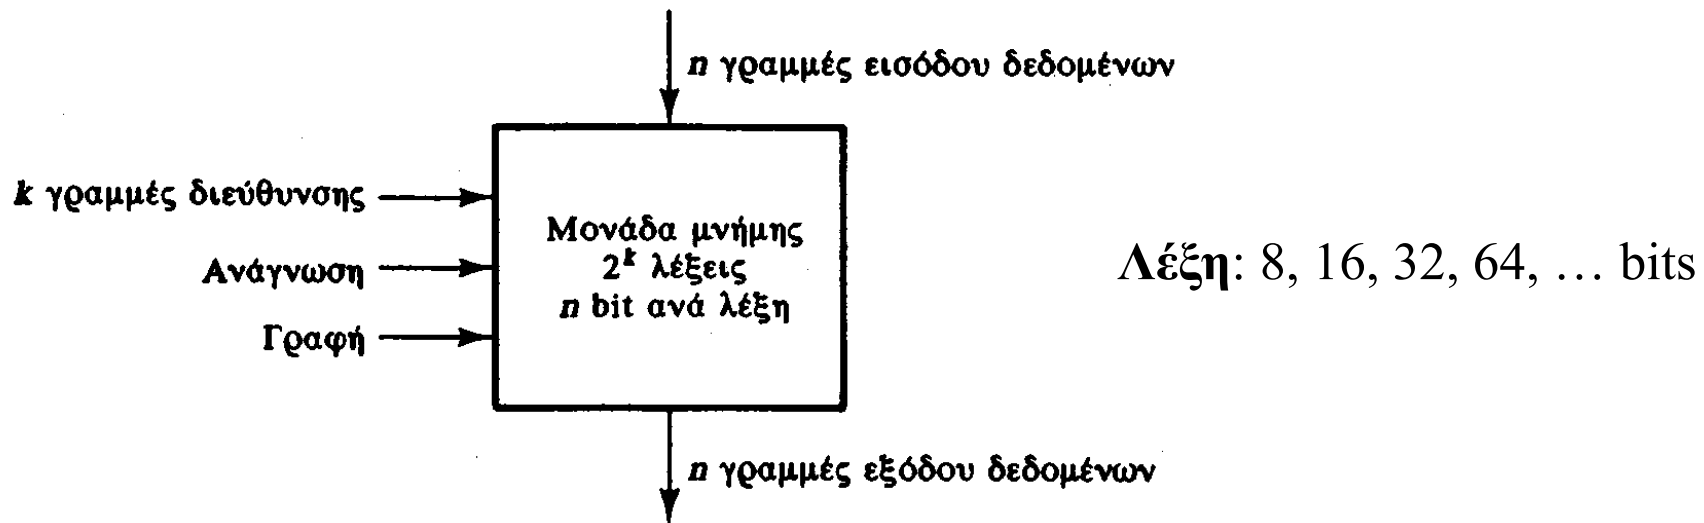 n γραμμές εισόδου δεδομένων
k γραμμές διεύθυνσης
Ανάγνωση
Γραφή
Μονάδα μνήμης
2^k λέξεις
n bit ανά λέξη
Λέξη: 8, 16, 32, 64, … bits
n γραμμές εξόδου δεδομένων